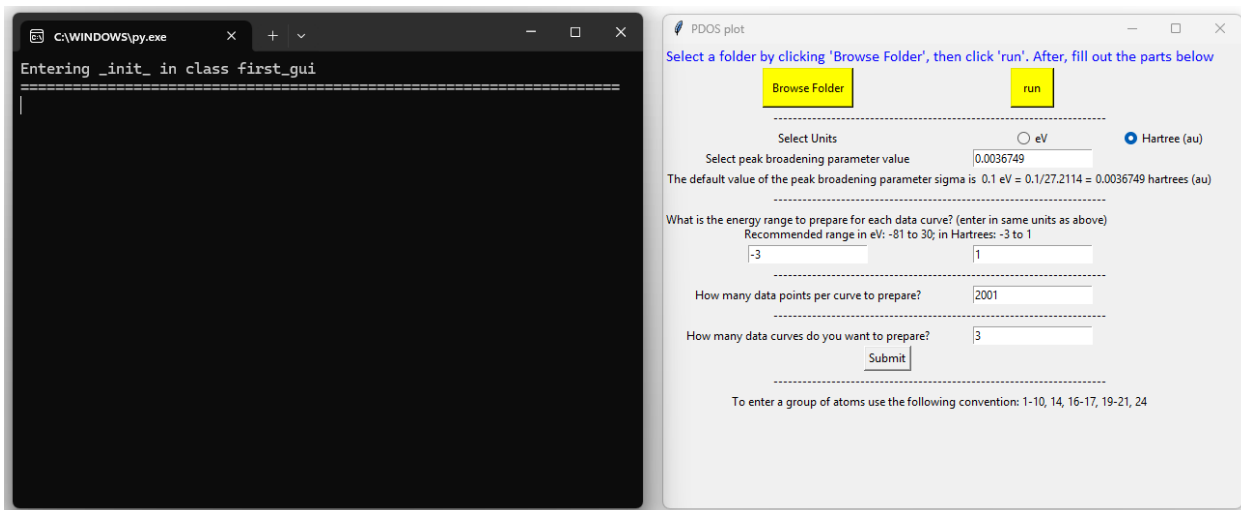 C:\WINDOWS\py.exe
Entering _init_ in class first_gui
=====================================================================
PDOS plot
Select a folder by clicking 'Browse Folder', then click 'run'. After, fill out the parts below
Browse Folder run
----------------------------------------------------------------------
Select Units eV Hartree (au)
Select peak broadening parameter value 0.0036749
The default value of the peak broadening parameter sigma is 0.1 eV = 0.1/27.2114 = 0.0036749 hartrees (au)
----------------------------------------------------------------------
What is the energy range to prepare for each data curve? (enter in same units as above)
Recommended range in eV: -81 to 30; in Hartrees: -3 to 1
-3 1
----------------------------------------------------------------------
How many data points per curve to prepare? 2001
----------------------------------------------------------------------
How many data curves do you want to prepare? 3
Submit
----------------------------------------------------------------------
To enter a group of atoms use the following convention: 1-10, 14, 16-17, 19-21, 24